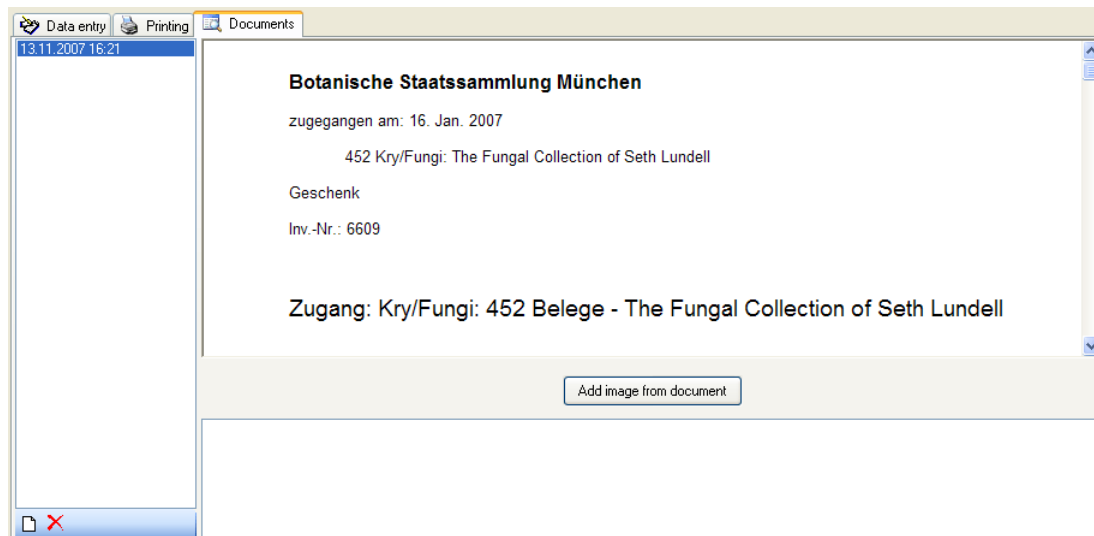 Data entry Printing Documents
13.11.2007 16:21
Botanische Staatssammlung München
zugegangen am: 16. Jan. 2007
452 Kry/Fungi: The Fungal Collection of Seth Lundell
Geschenk
Inv.-Nr.: 6609
Zugang: Kry/Fungi: 452 Belege - The Fungal Collection of Seth Lundell
Add image from document